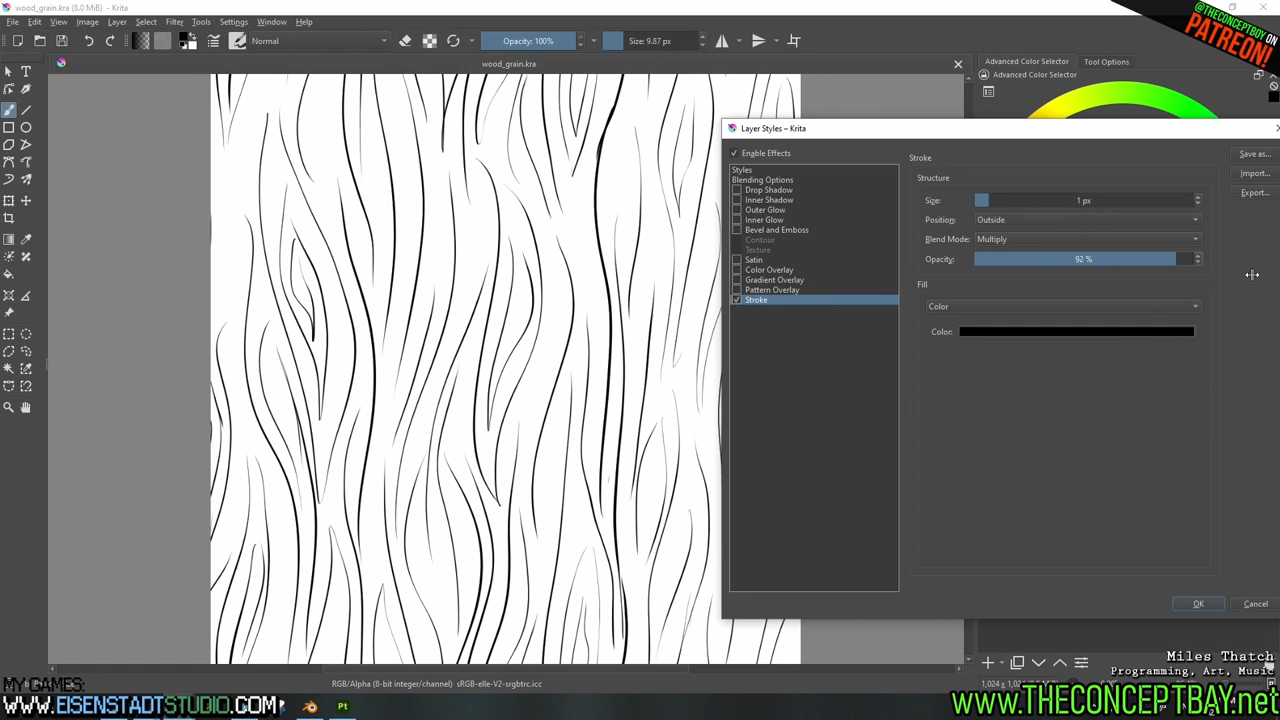 wood_grain.kra (8.0 MiB) - Krita
File Edit View Image Layer Select Filter Tools Settings Window Help
Normal
Opacity: 100%
Size: 9.87 px
@THECONCEPTBOY ON
PATREON!
wood_grain.kra
Advanced Color Selector Tool Options
Advanced Color Selector
Layer Styles – Krita
Enable Effects
Styles
Blending Options
Drop Shadow
Inner Shadow
Outer Glow
Inner Glow
Bevel and Emboss
Contour
Texture
Satin
Color Overlay
Gradient Overlay
Pattern Overlay
Stroke
Stroke
Structure
Size: 1 px
Position: Outside
Blend Mode: Multiply
Opacity: 92 %
Fill
Color
Color:
Save as...
Import...
Export...
OK
Cancel
RGB/Alpha (8-bit integer/channel) sRGB-elle-V2-srgbtrc.icc
MY GAMES:
WWW.EISENSTADTSTUDIO.COM
Pt
Miles Thatch
Programming, Art, Music
www.THECONCEPTBAY.net